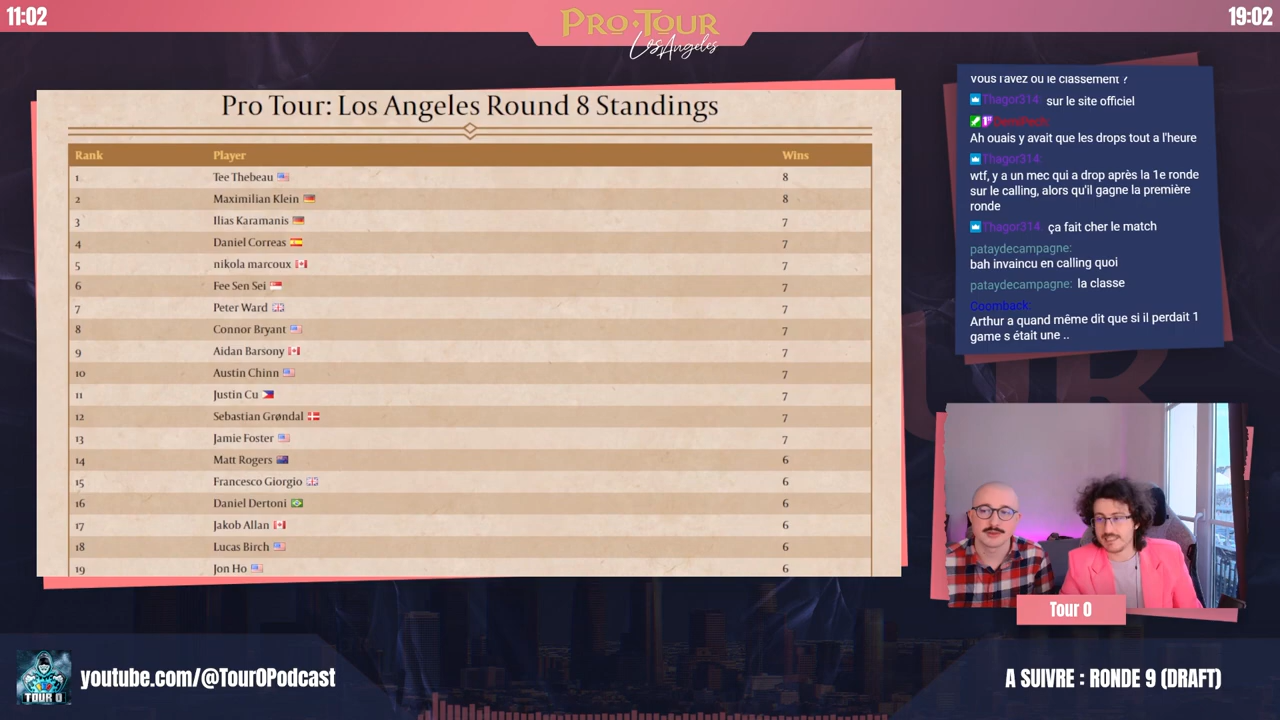 11:02
PRO TOUR
Los Angeles
19:02
Pro Tour: Los Angeles Round 8 Standings
Rank Player Wins
1 Tee Thebeau 8
2 Maximilian Klein 8
3 Ilias Karamanis 7
4 Daniel Correas 7
5 nikola marcoux 7
6 Fee Sen Sei 7
7 Peter Ward 7
8 Connor Bryant 7
9 Aidan Barsony 7
10 Austin Chinn 7
11 Justin Cu 7
12 Sebastian Grøndal 7
13 Jamie Foster 7
14 Matt Rogers 6
15 Francesco Giorgio 6
16 Daniel Dertoni 6
17 Jakob Allan 6
18 Lucas Birch 6
19 Jon Ho 6
vous l'avez où le classement ?
Thagor314: sur le site officiel
Ah ouais y avait que les drops tout a l'heure
Thagor314:
wtf, y a un mec qui a drop après la 1e ronde
sur le calling, alors qu'il gagne la première
ronde
Thagor314: ça fait cher le match
pataydecampagne:
bah invaincu en calling quoi
pataydecampagne: la classe
Coomback:
Arthur a quand même dit que si il perdait 1
game s était une ..
Tour 0
TOUR 0
youtube.com/@Tour0Podcast
A SUIVRE : RONDE 9 (DRAFT)